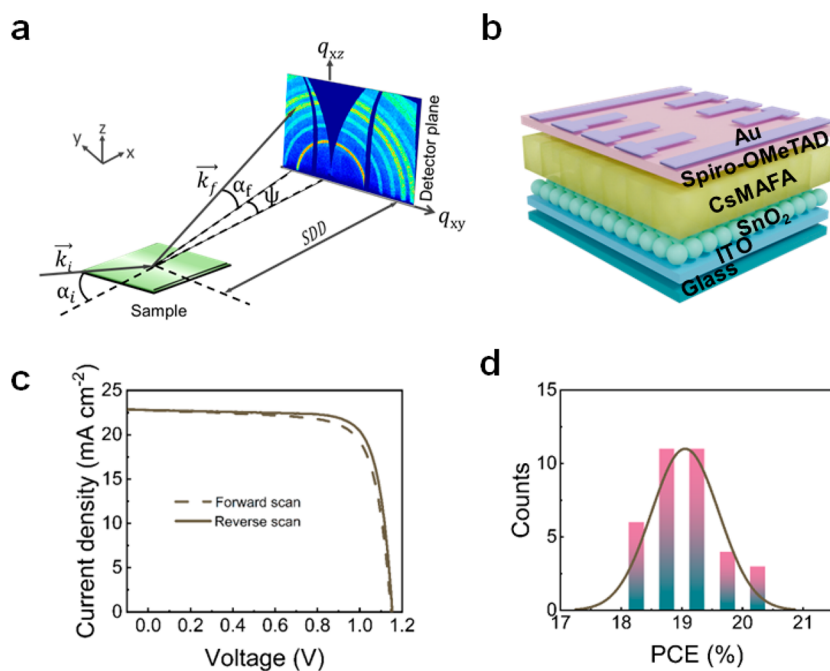 a
q_xz
y
z
x
k_f
α_f
Ψ
Detector plane
q_xy
SDD
k_i
α_i
Sample
b
Au
Spiro-OMeTAD
CsMAFA
SnO₂
ITO
Glass
c
Current density (mA cm⁻²)
25
20
15
10
5
0
Forward scan
Reverse scan
0.0 0.2 0.4 0.6 0.8 1.0 1.2
Voltage (V)
d
Counts
15
10
5
0
17 18 19 20 21
PCE (%)